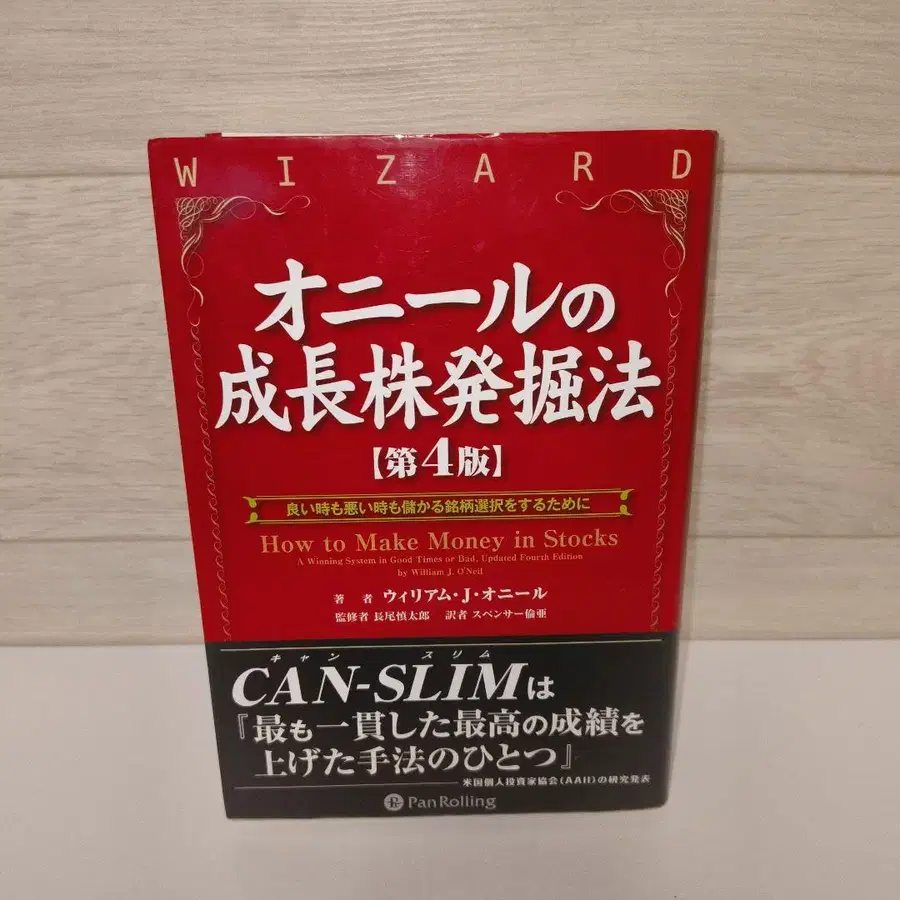 WIZARD
オニールの
成長株発掘法
【第4版】
良い時も悪い時も儲かる銘柄選択をするために
How to Make Money in Stocks
A Winning System in Good Times or Bad, Updated Fourth Edition
by William J. O'Neil
著者 ウィリアム・J・オニール
監修者 長尾慎太郎 訳者 スペンサー倫亜
キャン スリム
CAN-SLIMは
『最も一貫した最高の成績を
上げた手法のひとつ』
米国個人投資家協会(AAII)の研究発表
PanRolling